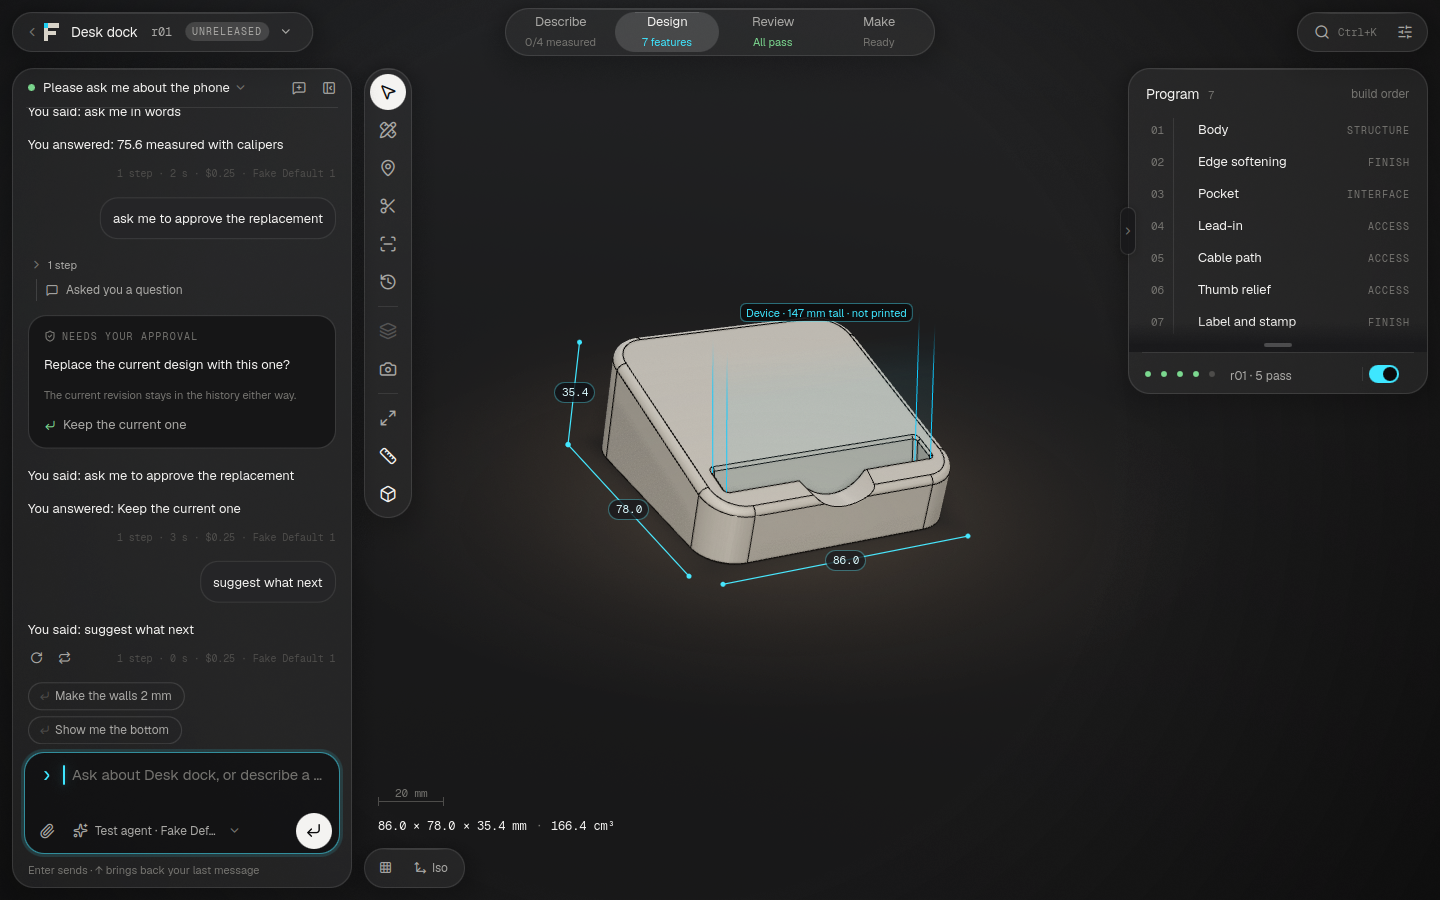 Desk dock r01 UNRELEASED
Describe
0/4 measured
Design
7 features
Review
All pass
Make
Ready
Ctrl+K
Please ask me about the phone
You said: ask me in words
You answered: 75.6 measured with calipers
1 step · 2 s · $0.25 · Fake Default 1
ask me to approve the replacement
1 step
Asked you a question
NEEDS YOUR APPROVAL
Replace the current design with this one?
The current revision stays in the history either way.
Keep the current one
You said: ask me to approve the replacement
You answered: Keep the current one
1 step · 3 s · $0.25 · Fake Default 1
suggest what next
You said: suggest what next
1 step · 0 s · $0.25 · Fake Default 1
Make the walls 2 mm
Show me the bottom
Ask about Desk dock, or describe a ...
Test agent · Fake Def...
Enter sends · ↑ brings back your last message
Device · 147 mm tall · not printed
35.4
78.0
86.0
20 mm
86.0 × 78.0 × 35.4 mm · 166.4 cm³
Iso
Program 7 build order
01 Body STRUCTURE
02 Edge softening FINISH
03 Pocket INTERFACE
04 Lead-in ACCESS
05 Cable path ACCESS
06 Thumb relief ACCESS
07 Label and stamp FINISH
r01 · 5 pass